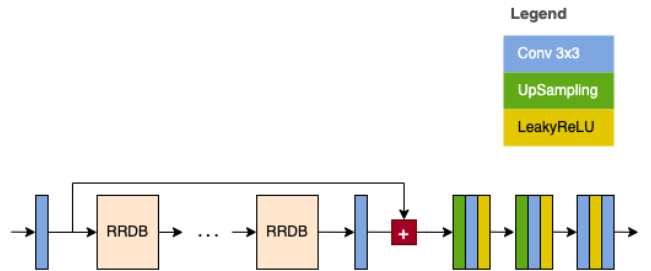 Legend
Conv 3x3
UpSampling
LeakyReLU
RRDB
...
RRDB
+